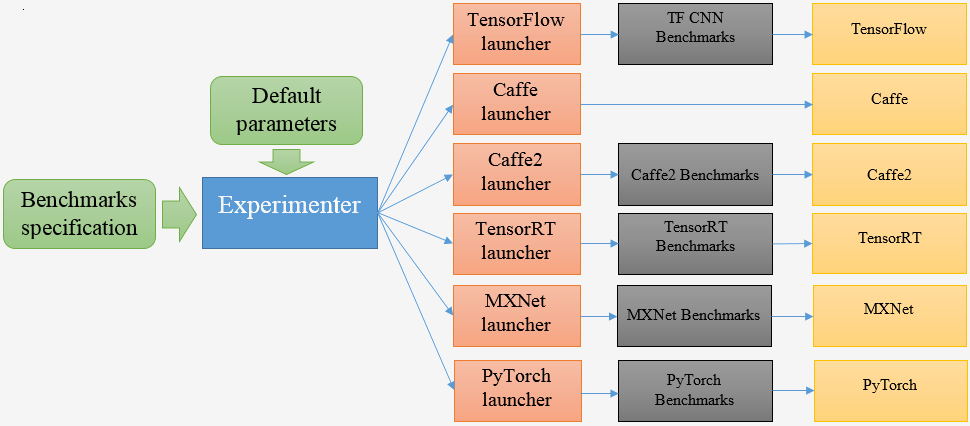 TensorFlow
launcher
TF CNN
Benchmarks
TensorFlow
Default
parameters
Caffe
launcher
Caffe
Benchmarks
specification
Experimenter
Caffe2
launcher
Caffe2 Benchmarks
Caffe2
TensorRT
launcher
TensorRT
Benchmarks
TensorRT
MXNet
launcher
MXNet Benchmarks
MXNet
PyTorch
launcher
PyTorch
Benchmarks
PyTorch